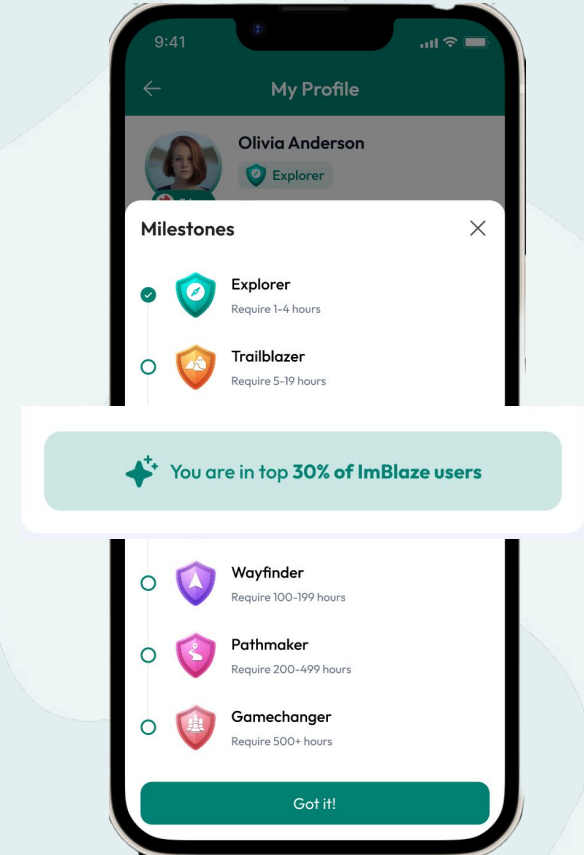 9:41
My Profile
Olivia Anderson
Explorer
Milestones
Explorer
Require 1-4 hours
Trailblazer
Require 5-19 hours
You are in top 30% of ImBlaze users
Wayfinder
Require 100-199 hours
Pathmaker
Require 200-499 hours
Gamechanger
Require 500+ hours
Got it!